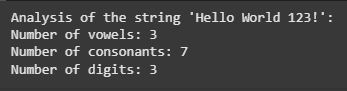 Analysis of the string 'Hello World 123!':
Number of vowels: 3
Number of consonants: 7
Number of digits: 3